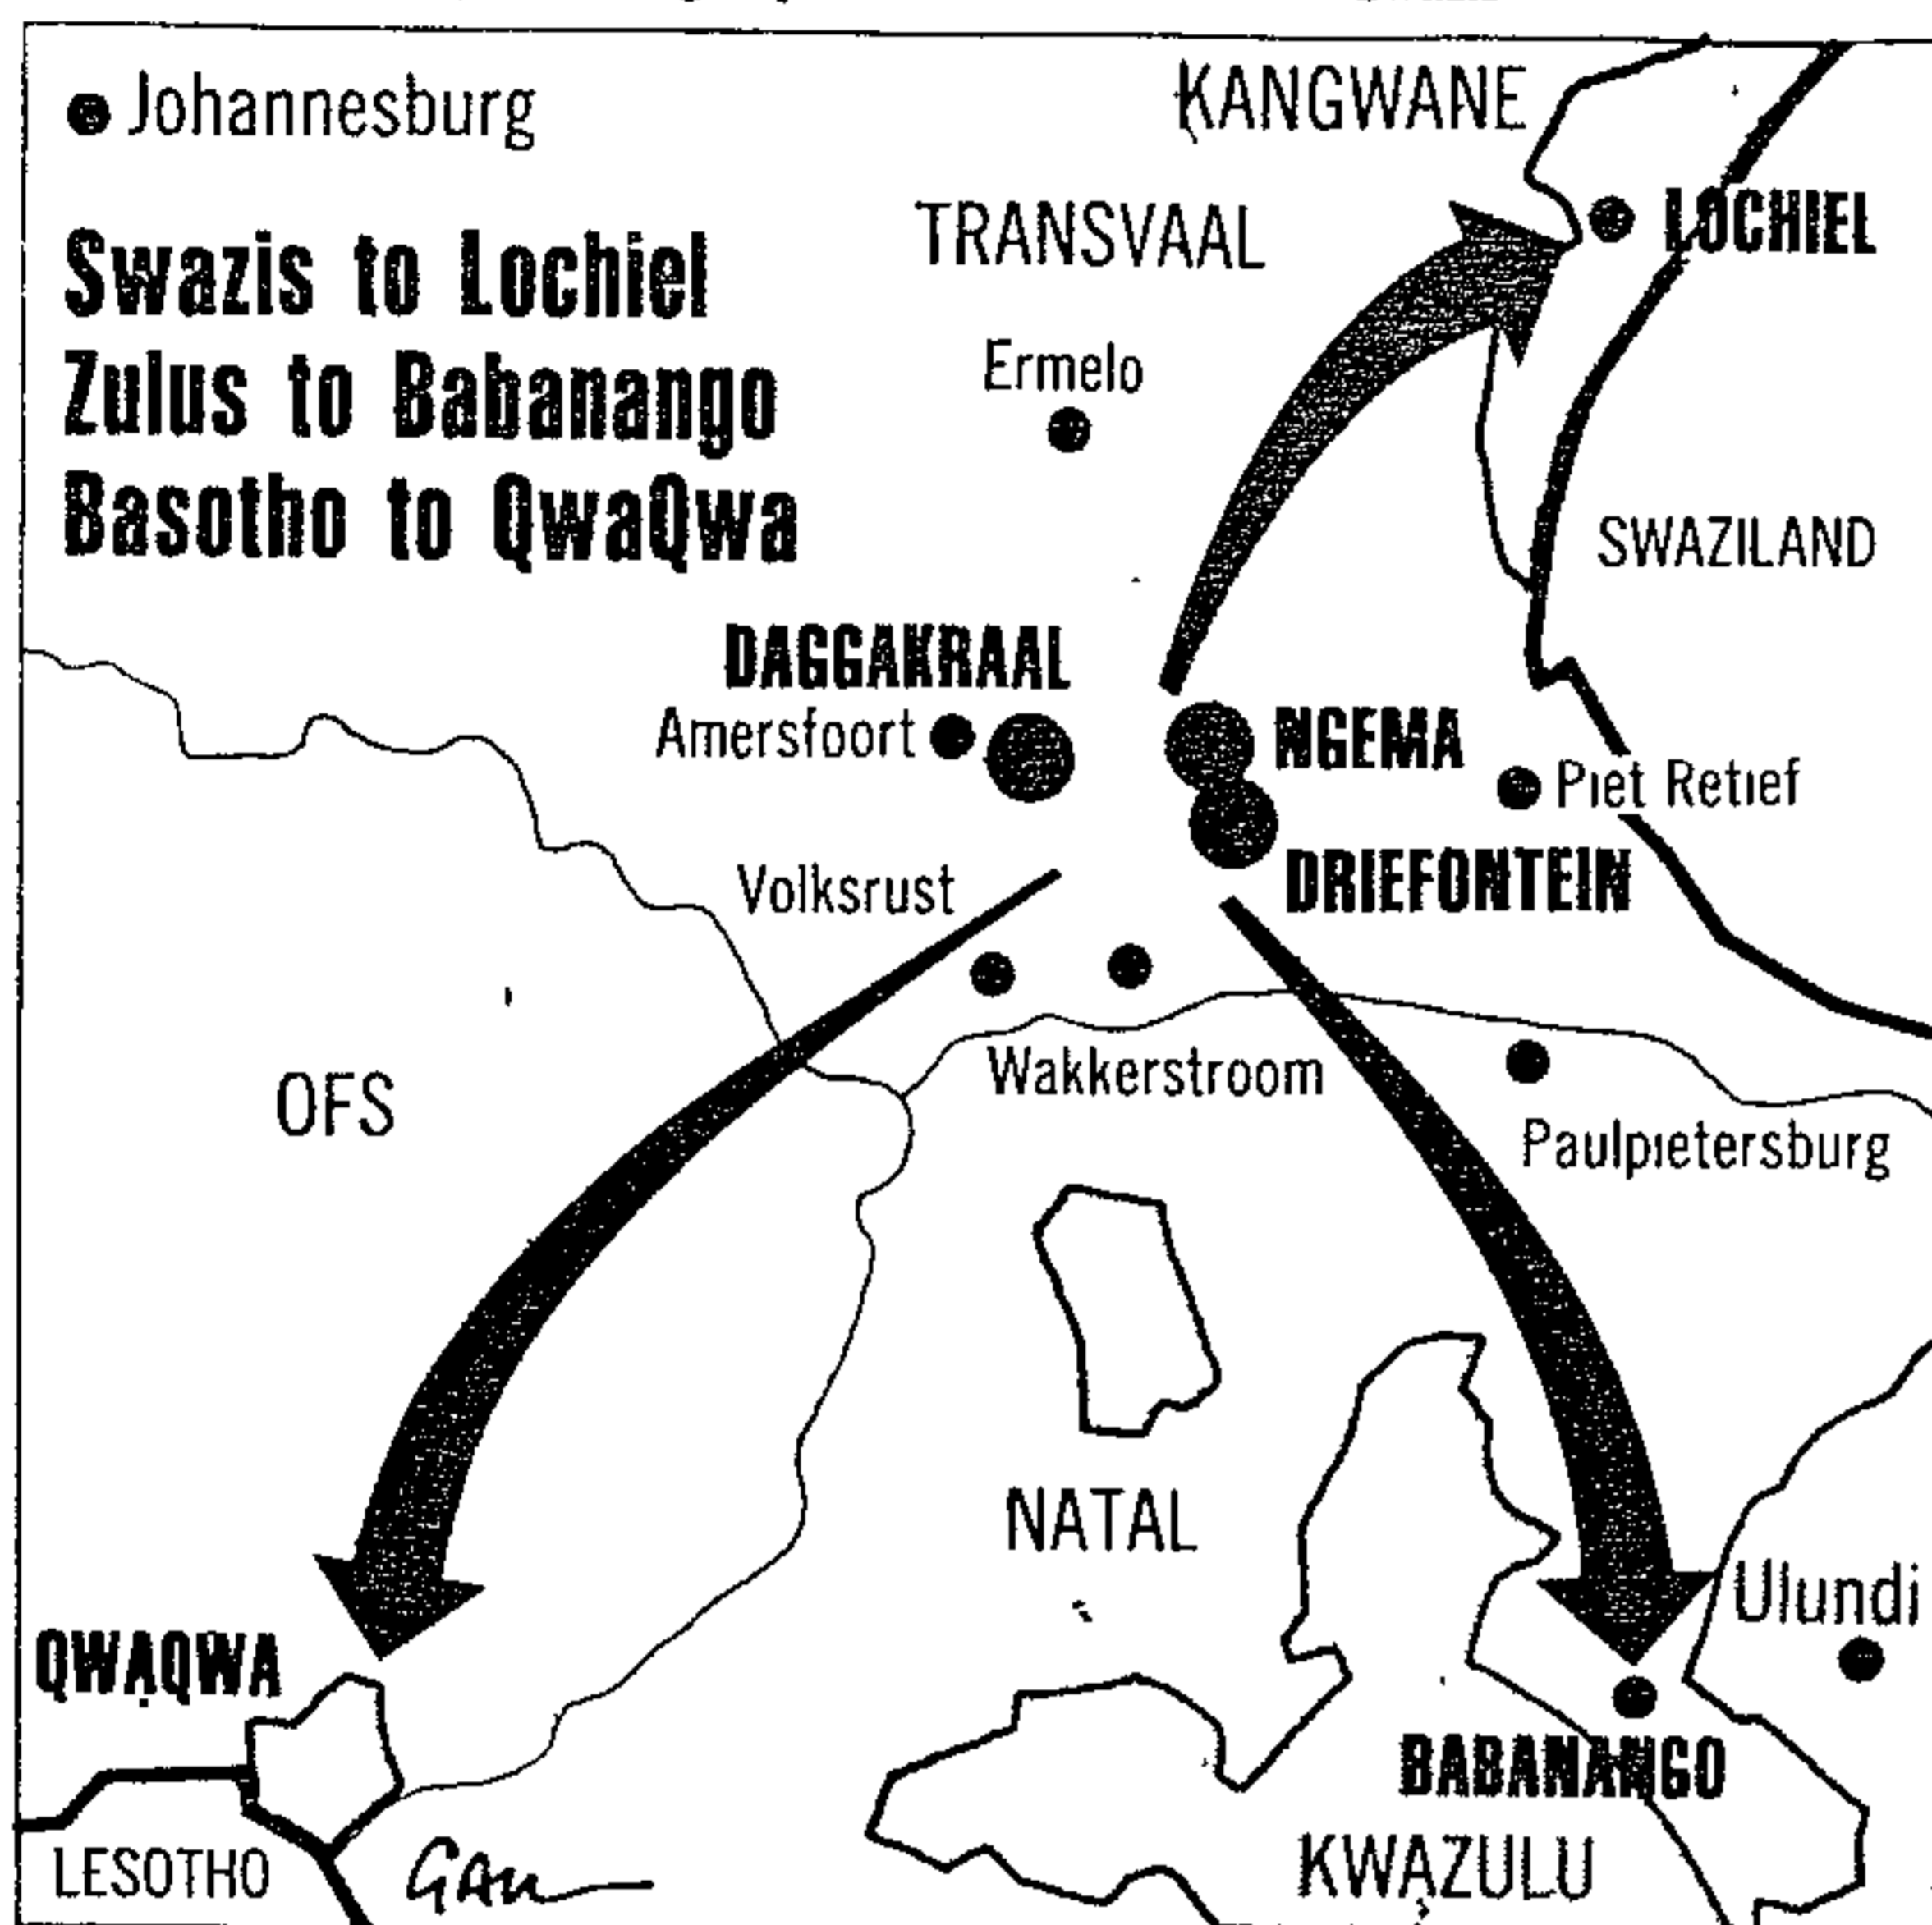 Johannesburg
KANGWANE
LOCHIEL
TRANSVAAL
Swazis to Lochiel
Zulus to Babanango
Basotho to QwaQwa
Ermelo
SWAZILAND
DAGGAKRAAL
Amersfoort
NGEMA
Piet Retief
DRIEFONTEIN
Volksrust
Wakkerstroom
OFS
Paulpietersburg
NATAL
Ulundi
QWAQWA
BABANANGO
KWAZULU
LESOTHO
GAU